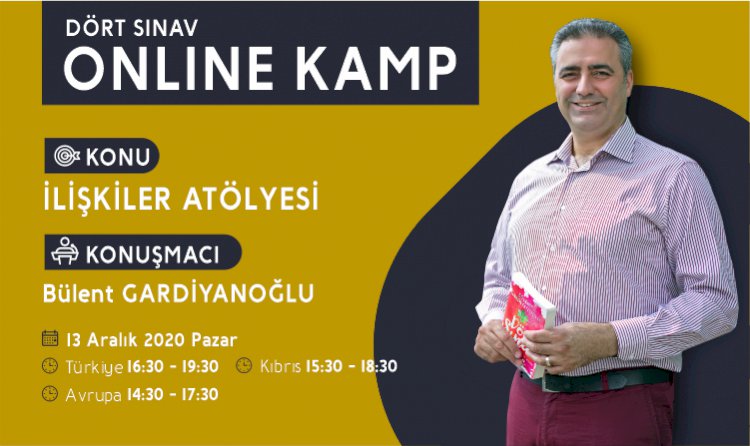 DÖRT SINAV
ONLINE KAMP
KONU
İLİŞKİLER ATÖLYESİ
KONUŞMACI
Bülent GARDİYANOĞLU
13 Aralık 2020 Pazar
Türkiye 16:30 - 19:30 Kıbrıs 15:30 - 18:30
Avrupa 14:30 - 17:30